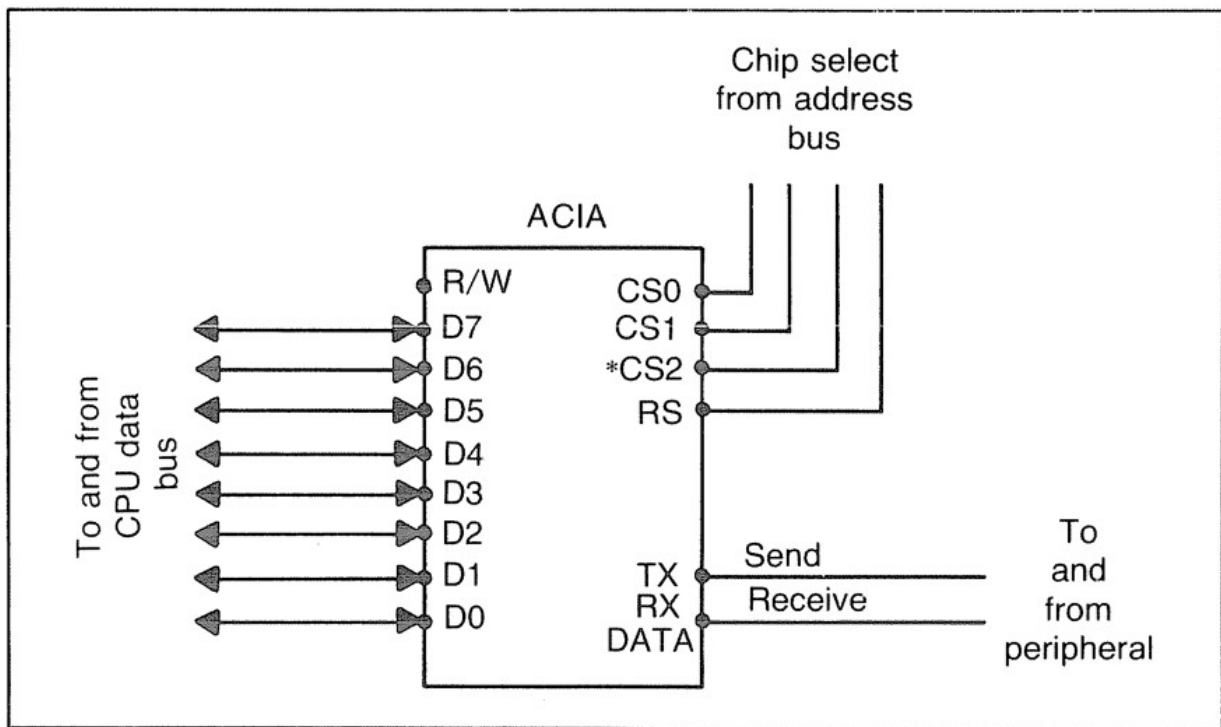 Chip select
from address
bus
ACIA
R/W
D7
D6
D5
D4
D3
D2
D1
D0
To and from
CPU data
bus
CS0
CS1
*CS2
RS
TX
RX
DATA
Send
Receive
To
and
from
peripheral